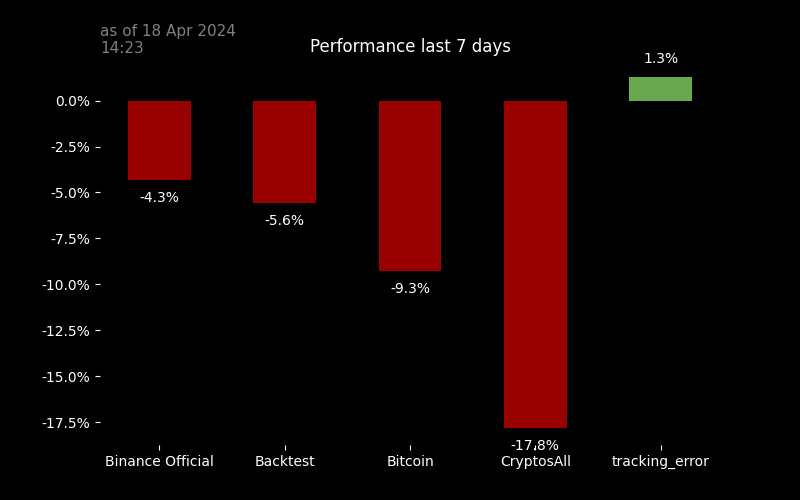 as of 18 Apr 2024
14:23
Performance last 7 days
1.3%
0.0%
-2.5%
-5.0%
-7.5%
-10.0%
-12.5%
-15.0%
-17.5%
-4.3%
-5.6%
-9.3%
-17.8%
Binance Official
Backtest
Bitcoin
CryptosAll
tracking_error